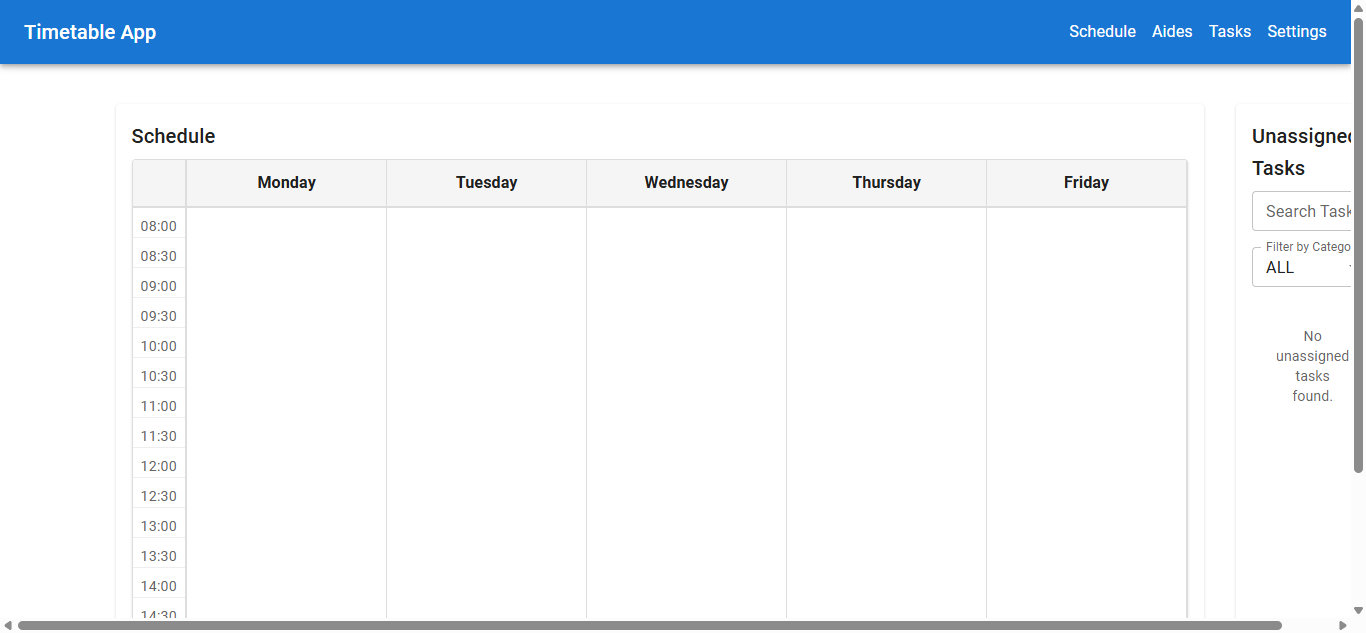 Timetable App
Schedule Aides Tasks Settings
Schedule
Monday Tuesday Wednesday Thursday Friday
08:00
08:30
09:00
09:30
10:00
10:30
11:00
11:30
12:00
12:30
13:00
13:30
14:00
14:30
Unassigned
Tasks
Search Task
Filter by Catego
ALL
No
unassigned
tasks
found.